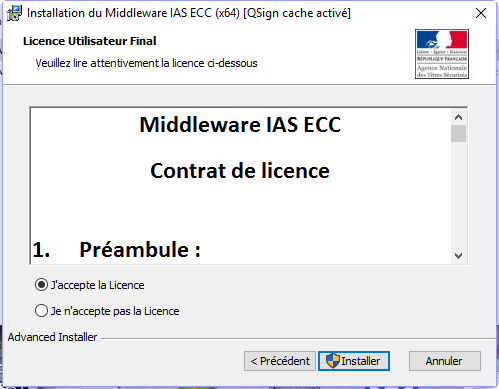 Installation du Middleware IAS ECC (x64) [QSign cache activé]
Licence Utilisateur Final
Veuillez lire attentivement la licence ci-dessous
Liberté • Égalité • Fraternité
RÉPUBLIQUE FRANÇAISE
Agence Nationale
des Titres Sécurisés
Middleware IAS ECC
Contrat de licence
1. Préambule :
J'accepte la Licence
Je n'accepte pas la Licence
Advanced Installer
< Précédent
Installer
Annuler